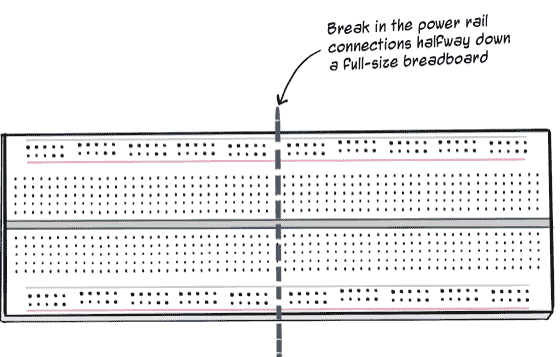 Break in the power rail
connections halfway down
a full-size breadboard